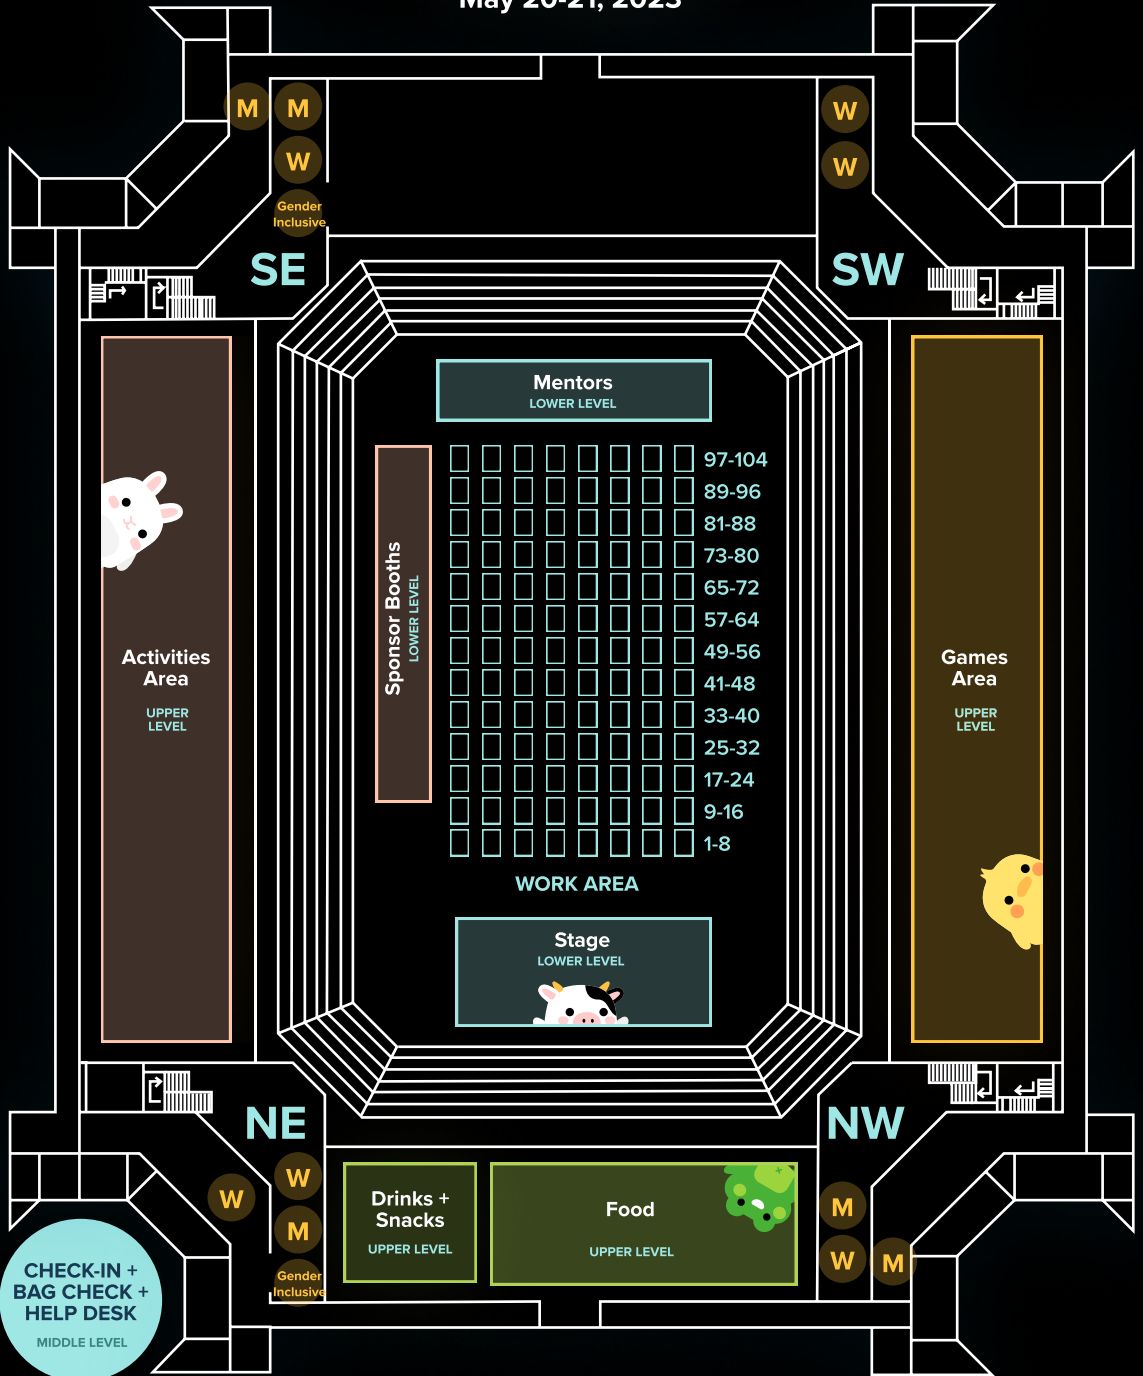 May 20-21, 2023
M
M
W
W
W
Gender
Inclusive
SE
SW
Mentors
LOWER LEVEL
97-104
89-96
81-88
73-80
65-72
57-64
49-56
41-48
33-40
25-32
17-24
9-16
1-8
Sponsor Booths
LOWER LEVEL
Activities
Area
UPPER
LEVEL
Games
Area
UPPER
LEVEL
WORK AREA
Stage
LOWER LEVEL
NE
NW
W
W
M
Gender
Inclusive
Drinks +
Snacks
UPPER LEVEL
Food
UPPER LEVEL
M
W
M
CHECK-IN +
BAG CHECK +
HELP DESK
MIDDLE LEVEL